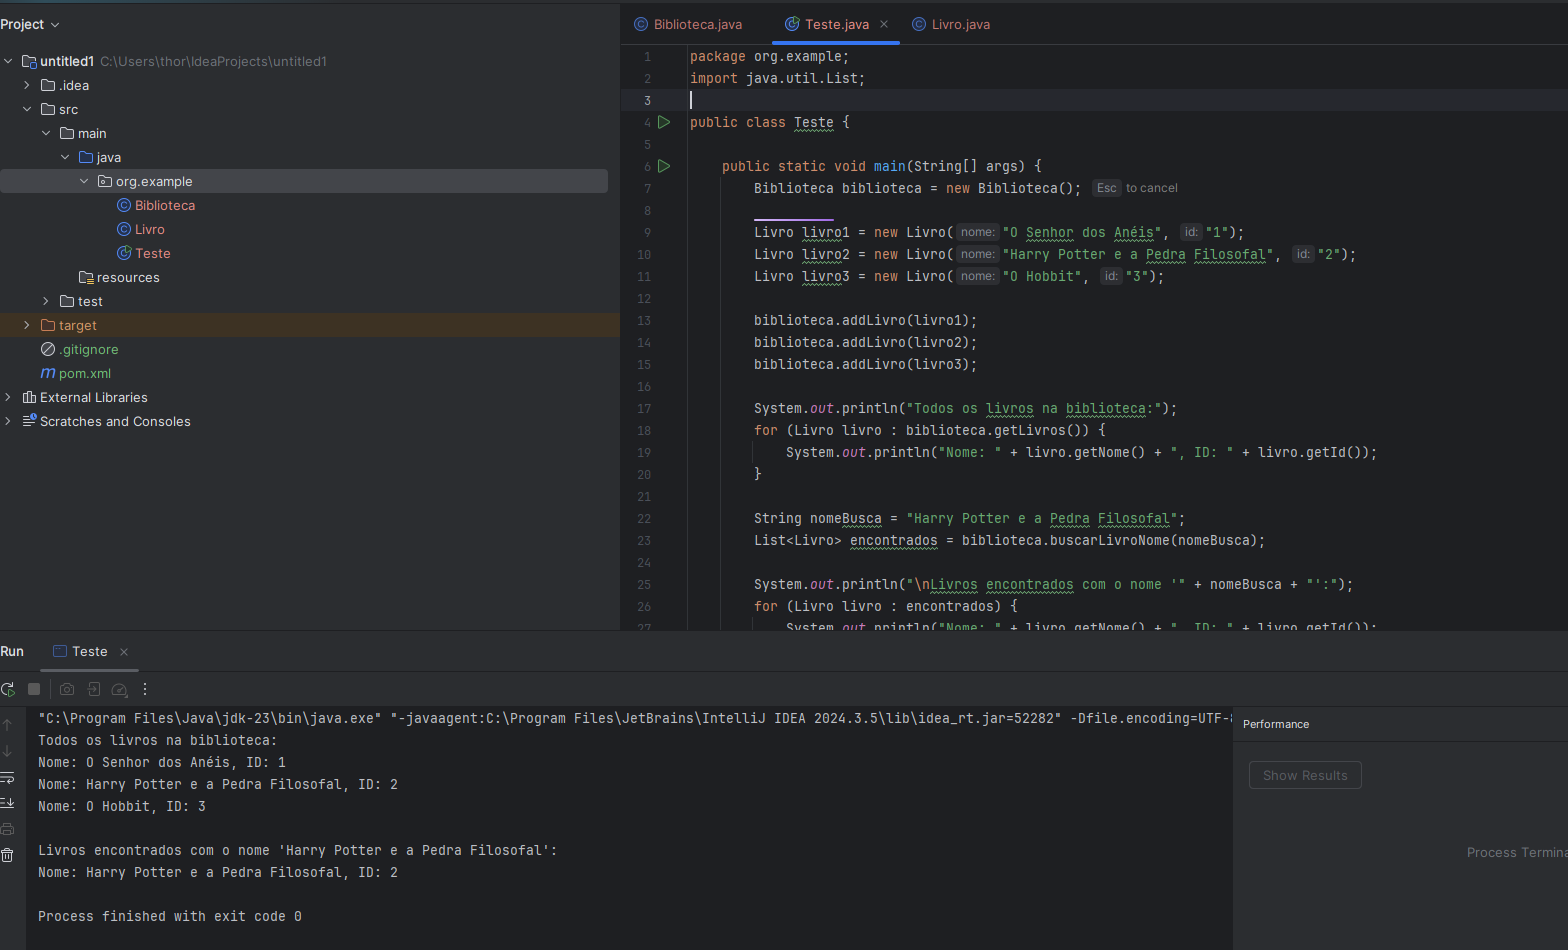 Project
untitled1 C:\Users\thor\IdeaProjects\untitled1
.idea
src
main
java
org.example
Biblioteca
Livro
Teste
resources
test
target
.gitignore
pom.xml
External Libraries
Scratches and Consoles
Biblioteca.java Teste.java Livro.java
1 package org.example;
2 import java.util.List;
3
4 public class Teste {
5
6 public static void main(String[] args) {
7 Biblioteca biblioteca = new Biblioteca(); Esc to cancel
8
9 Livro livro1 = new Livro( nome: "O Senhor dos Anéis", id: "1");
10 Livro livro2 = new Livro( nome: "Harry Potter e a Pedra Filosofal", id: "2");
11 Livro livro3 = new Livro( nome: "O Hobbit", id: "3");
12
13 biblioteca.addLivro(livro1);
14 biblioteca.addLivro(livro2);
15 biblioteca.addLivro(livro3);
16
17 System.out.println("Todos os livros na biblioteca:");
18 for (Livro livro : biblioteca.getLivros()) {
19 System.out.println("Nome: " + livro.getNome() + ", ID: " + livro.getId());
20 }
21
22 String nomeBusca = "Harry Potter e a Pedra Filosofal";
23 List<Livro> encontrados = biblioteca.buscarLivroNome(nomeBusca);
24
25 System.out.println("\nLivros encontrados com o nome '" + nomeBusca + "':");
26 for (Livro livro : encontrados) {
27 System.out.println("Nome: " + livro.getNome() + ", ID: " + livro.getId());
Run Teste
"C:\Program Files\Java\jdk-23\bin\java.exe" "-javaagent:C:\Program Files\JetBrains\IntelliJ IDEA 2024.3.5\lib\idea_rt.jar=52282" -Dfile.encoding=UTF-8
Todos os livros na biblioteca:
Nome: O Senhor dos Anéis, ID: 1
Nome: Harry Potter e a Pedra Filosofal, ID: 2
Nome: O Hobbit, ID: 3
Livros encontrados com o nome 'Harry Potter e a Pedra Filosofal':
Nome: Harry Potter e a Pedra Filosofal, ID: 2
Process finished with exit code 0
Performance
Show Results
Process Termina